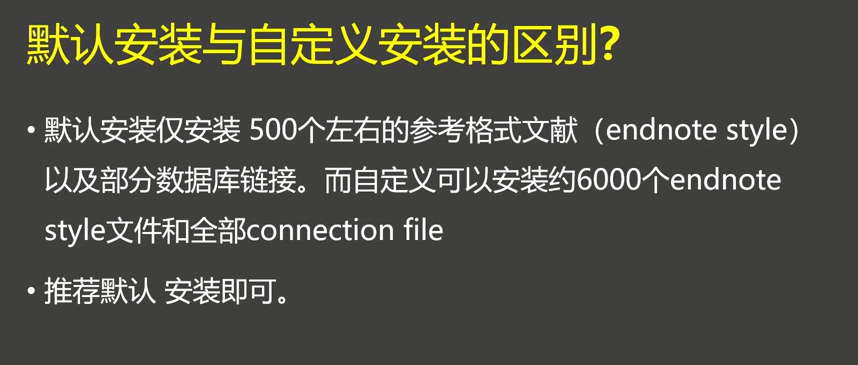 默认安装与自定义安装的区别?
• 默认安装仅安装 500个左右的参考格式文献（endnote style）
以及部分数据库链接。而自定义可以安装约6000个endnote
style文件和全部connection file
• 推荐默认 安装即可。